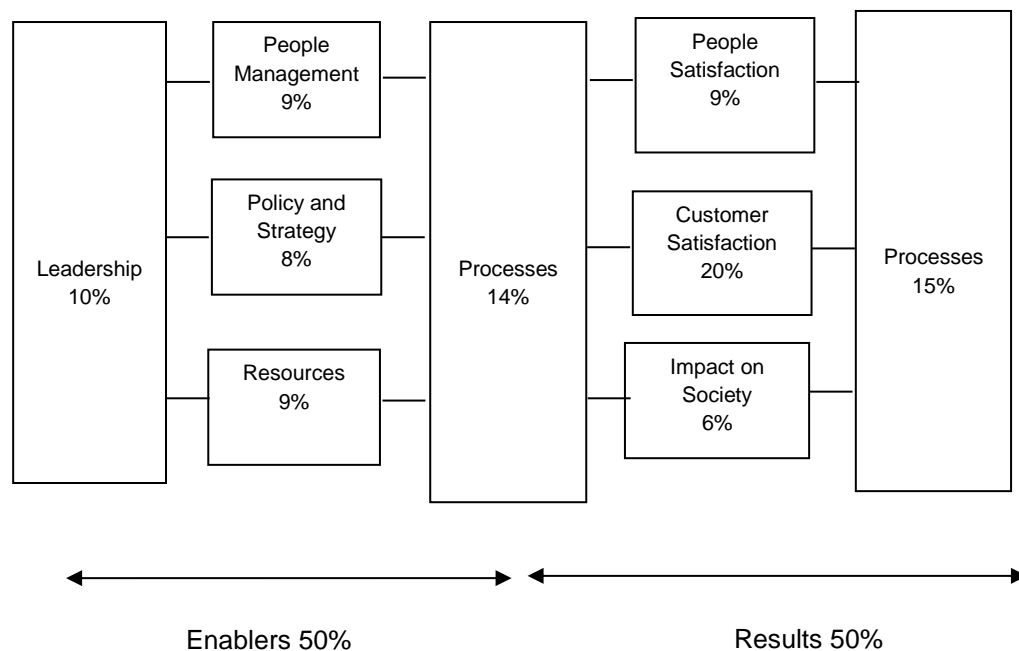 Leadership
10%
People
Management
9%
Policy and
Strategy
8%
Resources
9%
Processes
14%
People
Satisfaction
9%
Customer
Satisfaction
20%
Impact on
Society
6%
Processes
15%
Enablers 50%
Results 50%